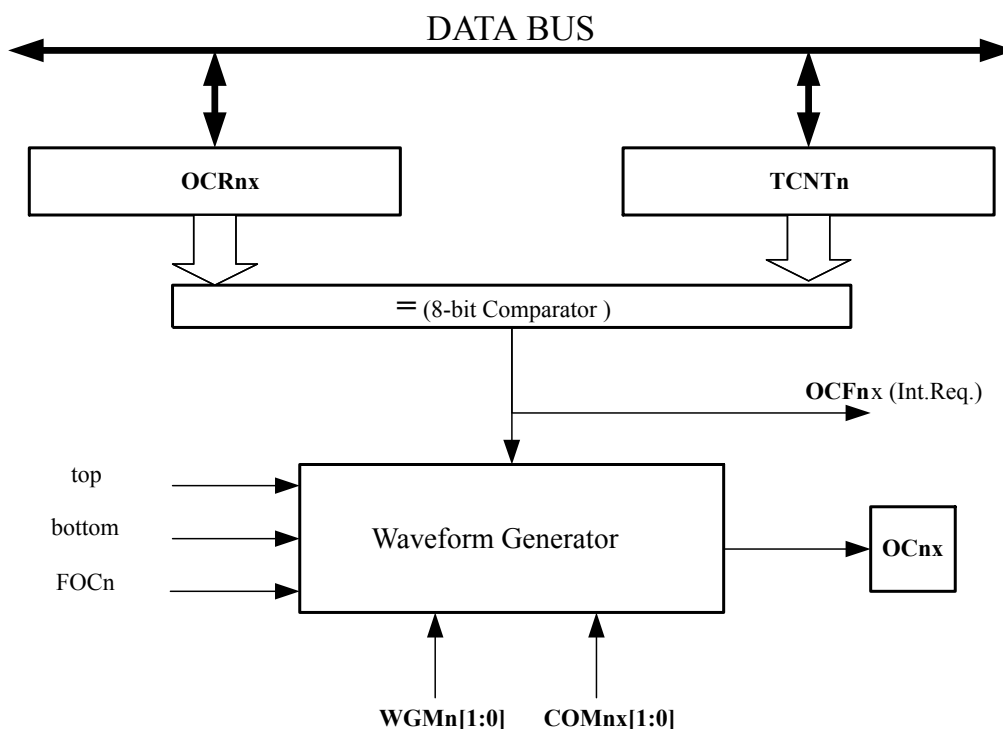 DATA BUS
OCRnx
TCNTn
= (8-bit Comparator )
OCFnx (Int.Req.)
top
bottom
FOCn
Waveform Generator
OCnx
WGMn[1:0]
COMnx[1:0]